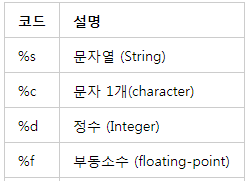 코드 설명
%s 문자열 (String)
%c 문자 1개(character)
%d 정수 (Integer)
%f 부동소수 (floating-point)